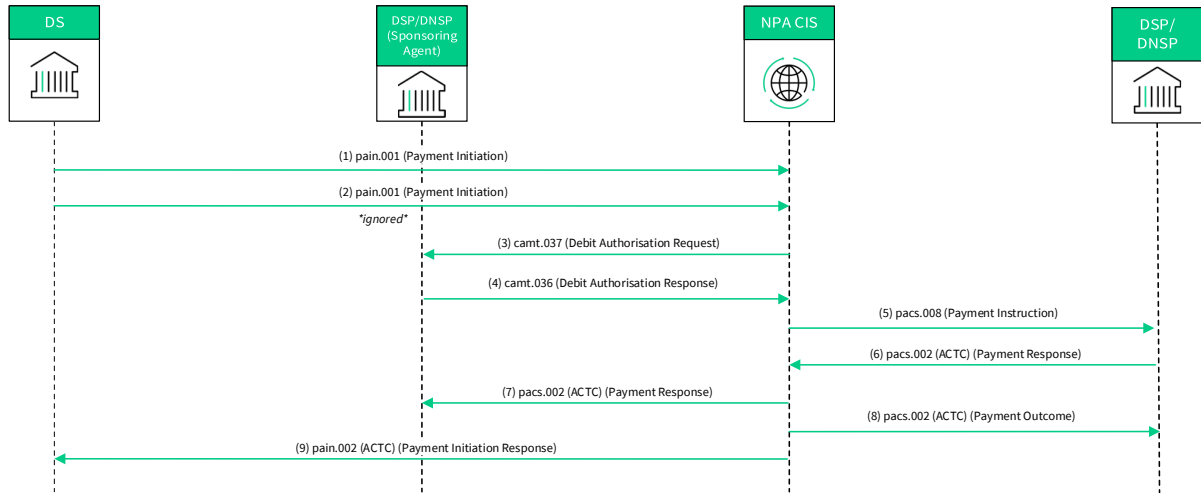 DS
DSP/DNSP
(Sponsoring
Agent)
NPA CIS
DSP/
DNSP
(1) pain.001 (Payment Initiation)
(2) pain.001 (Payment Initiation)
*ignored*
(3) camt.037 (Debit Authorisation Request)
(4) camt.036 (Debit Authorisation Response)
(5) pacs.008 (Payment Instruction)
(6) pacs.002 (ACTC) (Payment Response)
(7) pacs.002 (ACTC) (Payment Response)
(8) pacs.002 (ACTC) (Payment Outcome)
(9) pain.002 (ACTC) (Payment Initiation Response)